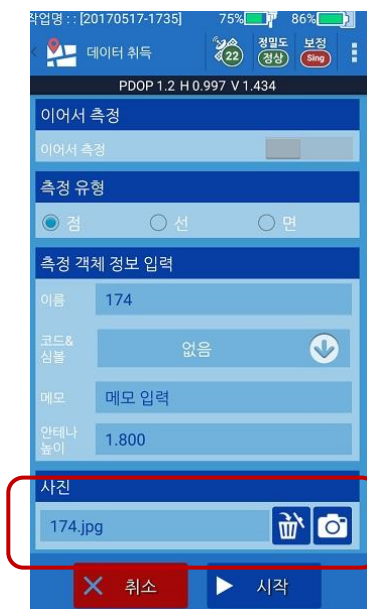 작업명 : : [20170517-1735] 75% 86%
데이터 취득 22 정밀도 정상 보정 Sing
PDOP 1.2 H 0.997 V 1.434
이어서 측정
이어서 측정
측정 유형
점 선 면
측정 객체 정보 입력
이름 174
코드& 심볼 없음
메모 메모 입력
안테나 높이 1.800
사진
174.jpg
취소 시작